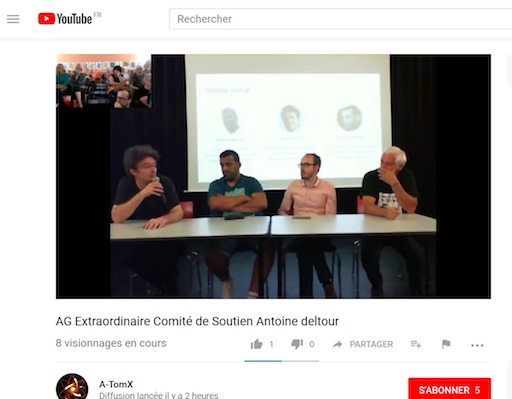 YouTube FR
Rechercher
AG Extraordinaire Comité de Soutien Antoine deltour
8 visionnages en cours
1
0
PARTAGER
A-TomX
Diffusion lancée il y a 2 heures
S'ABONNER 5